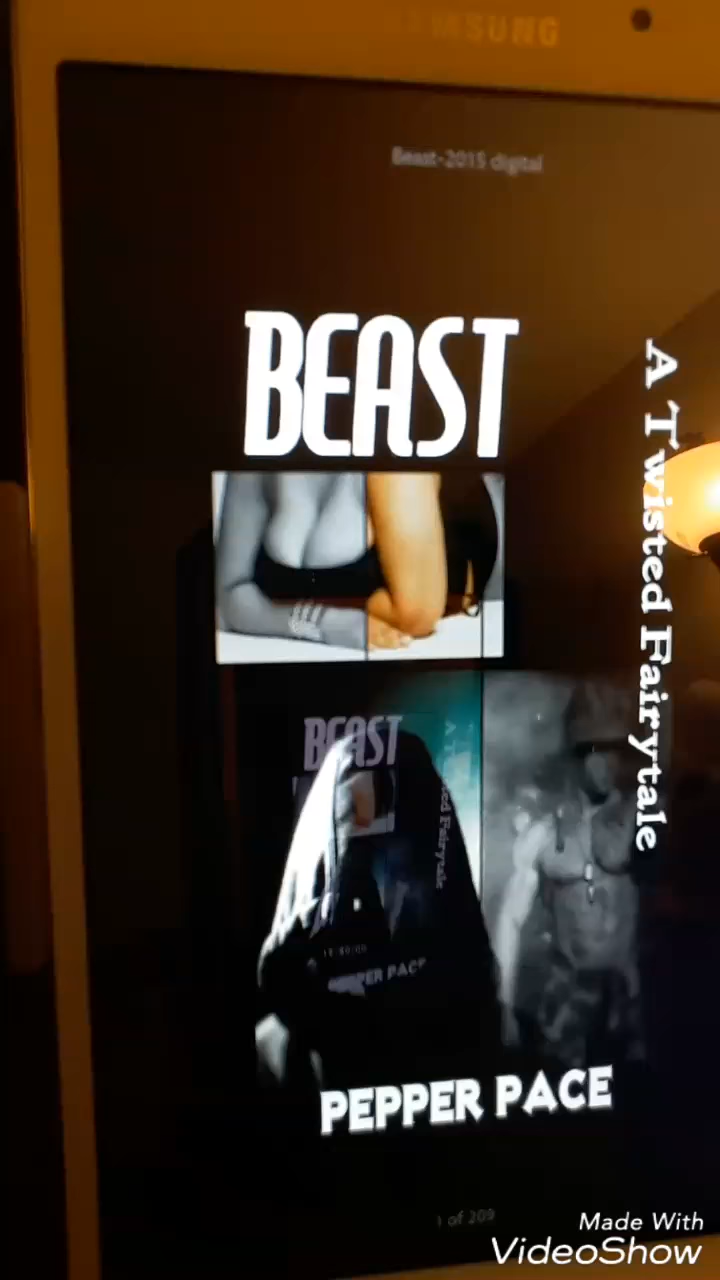 SAMSUNG
Beast-2015 digital
BEAST
A Twisted Fairytale
BEAST
PEPPER PACE
PEPPER PACE
1 of 209
Made With
VideoShow